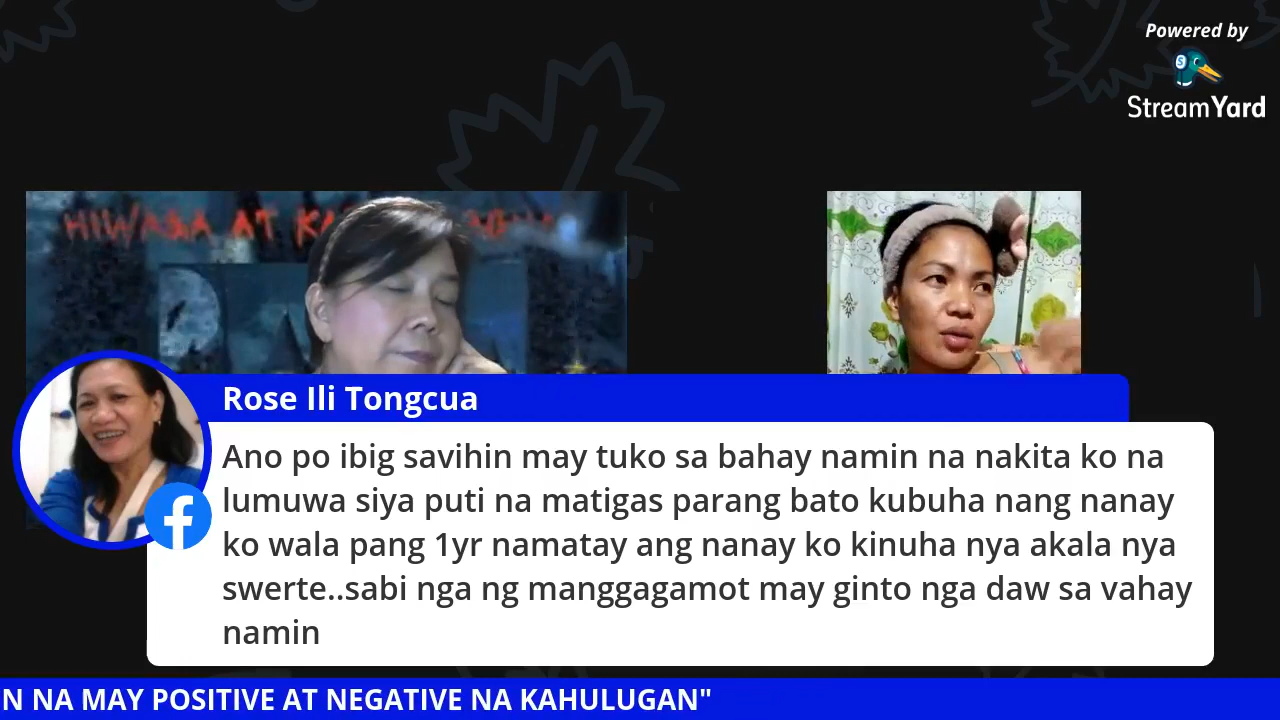 Powered by
StreamYard
HIWAGA AT
Rose Ili Tongcua
Ano po ibig savihin may tuko sa bahay namin na nakita ko na
lumuwa siya puti na matigas parang bato kubuha nang nanay
ko wala pang 1yr namatay ang nanay ko kinuha nya akala nya
swerte..sabi nga ng manggagamot may ginto nga daw sa vahay
namin
N NA MAY POSITIVE AT NEGATIVE NA KAHULUGAN"